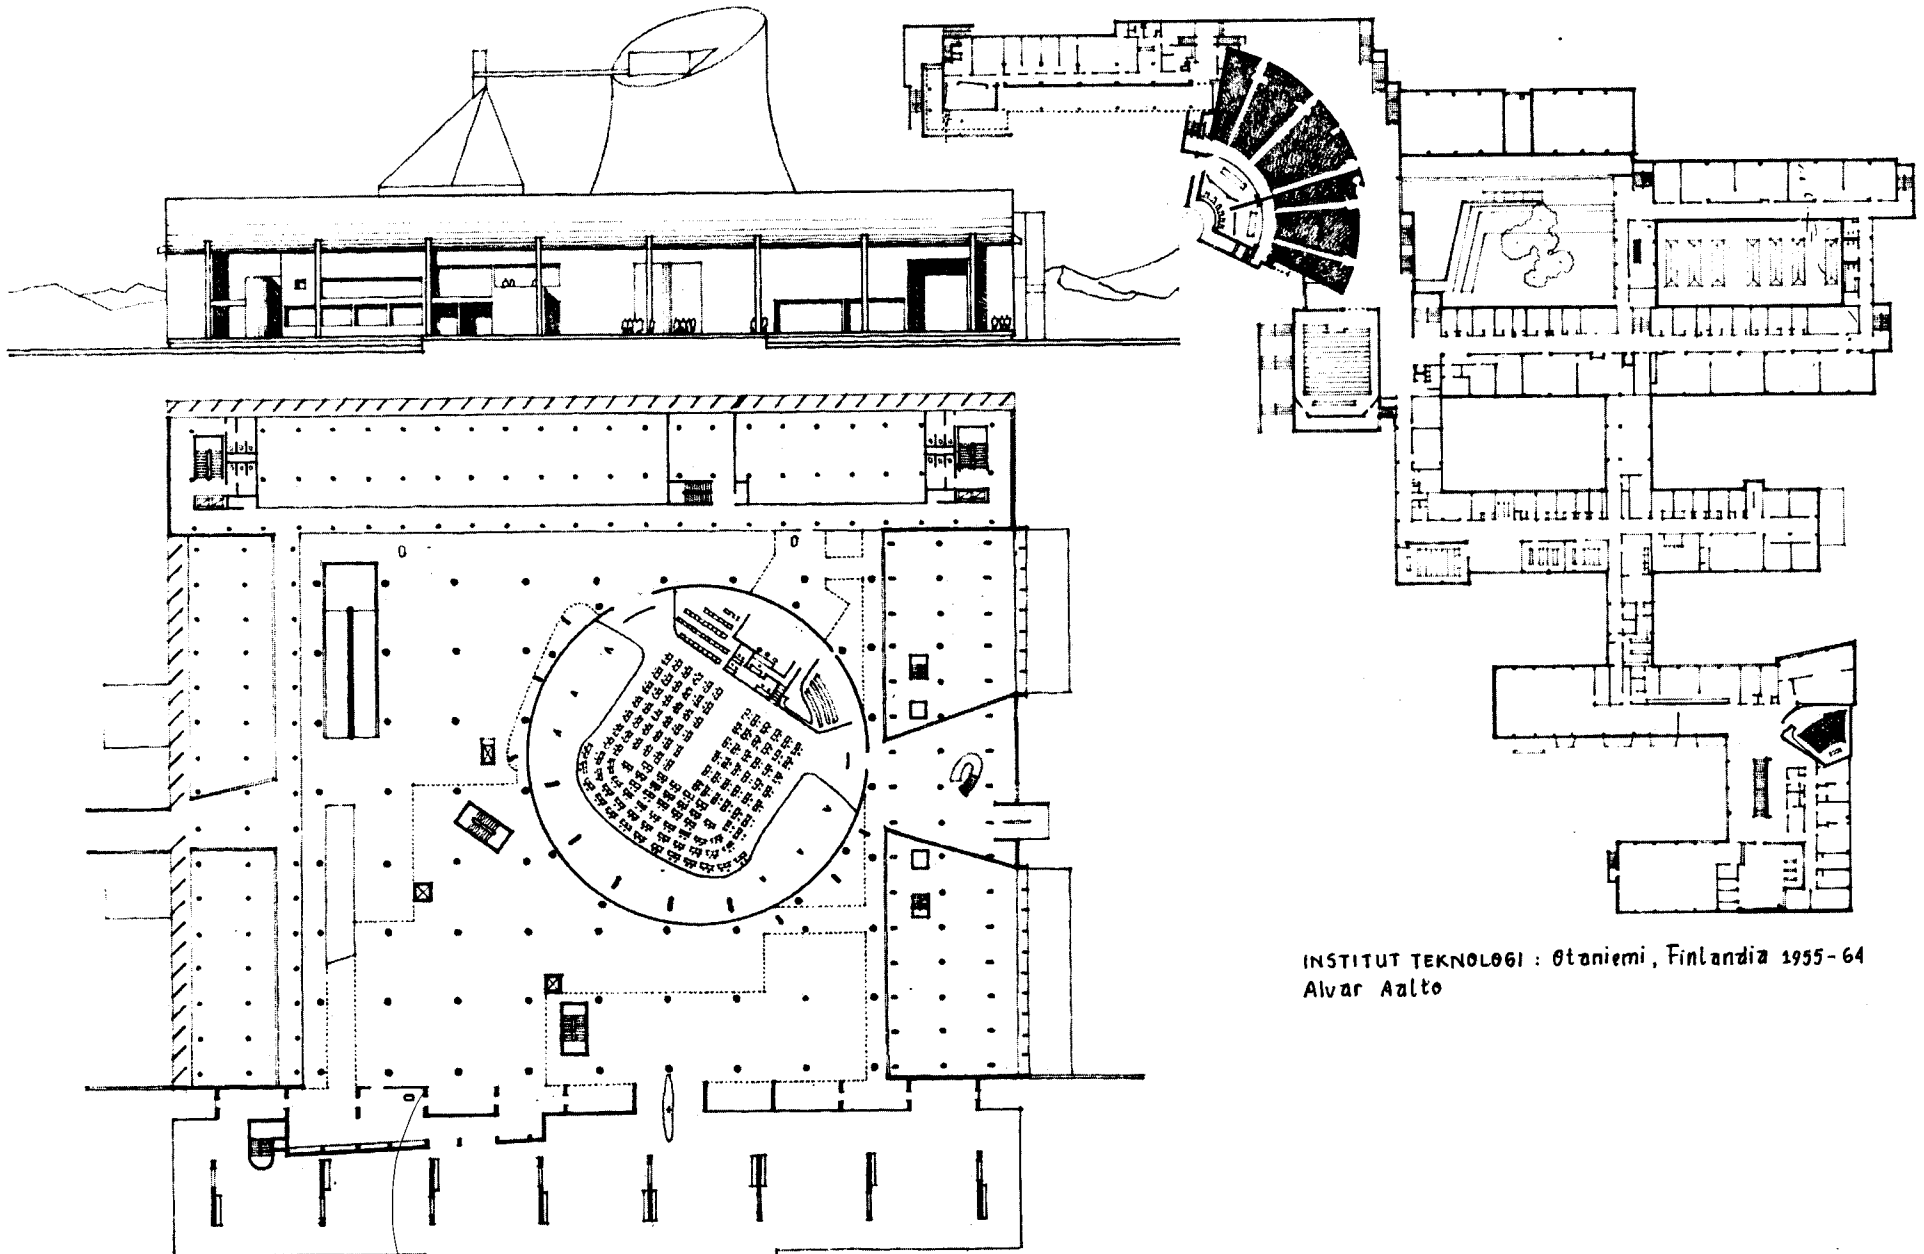 INSTITUT TEKNOLOGI : Otaniemi, Finlandia 1955-64
Alvar Aalto